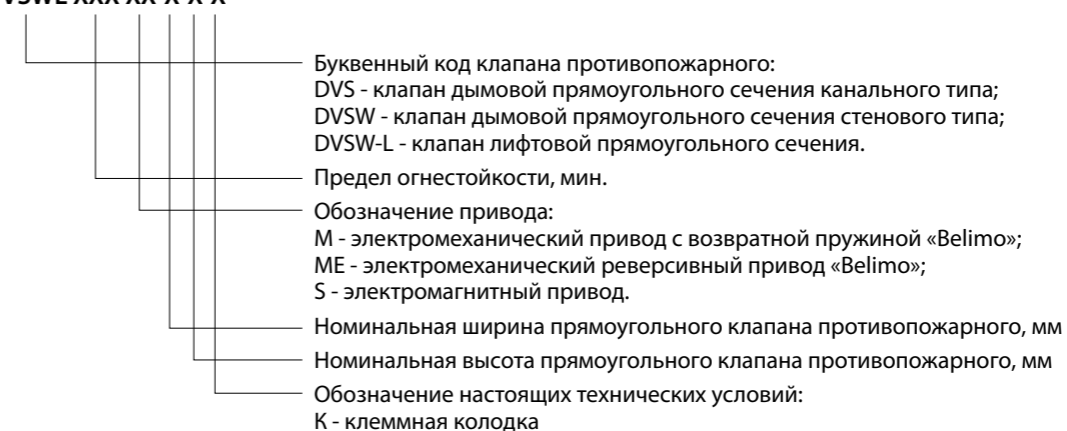 Буквенный код клапана противопожарного:
DVS - клапан дымовой прямоугольного сечения канального типа;
DVSW - клапан дымовой прямоугольного сечения стенового типа;
DVSW-L - клапан лифтовой прямоугольного сечения.
Предел огнестойкости, мин.
Обозначение привода:
M - электромеханический привод с возвратной пружиной «Belimo»;
ME - электромеханический реверсивный привод «Belimo»;
S - электромагнитный привод.
Номинальная ширина прямоугольного клапана противопожарного, мм
Номинальная высота прямоугольного клапана противопожарного, мм
Обозначение настоящих технических условий:
К - клеммная колодка